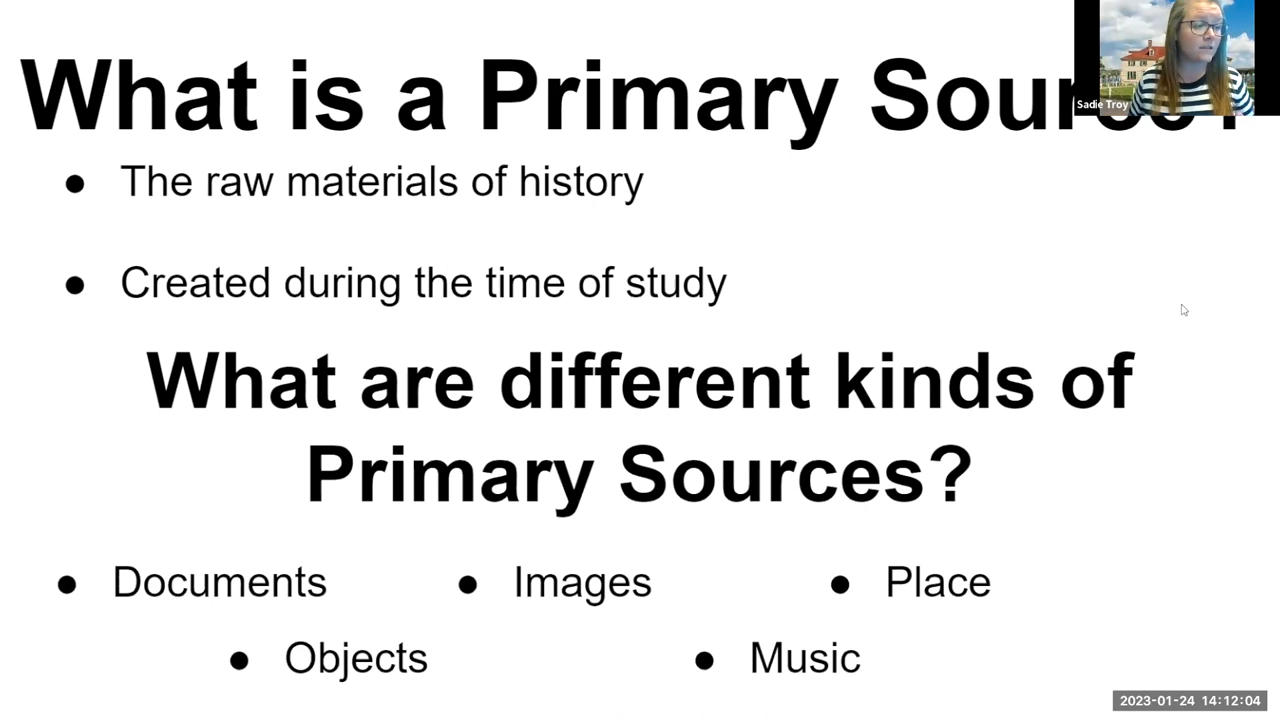 What is a Primary Source?
Sadie Troy
● The raw materials of history
● Created during the time of study
What are different kinds of
Primary Sources?
● Documents ● Images ● Place
● Objects ● Music
2023-01-24 14:12:04